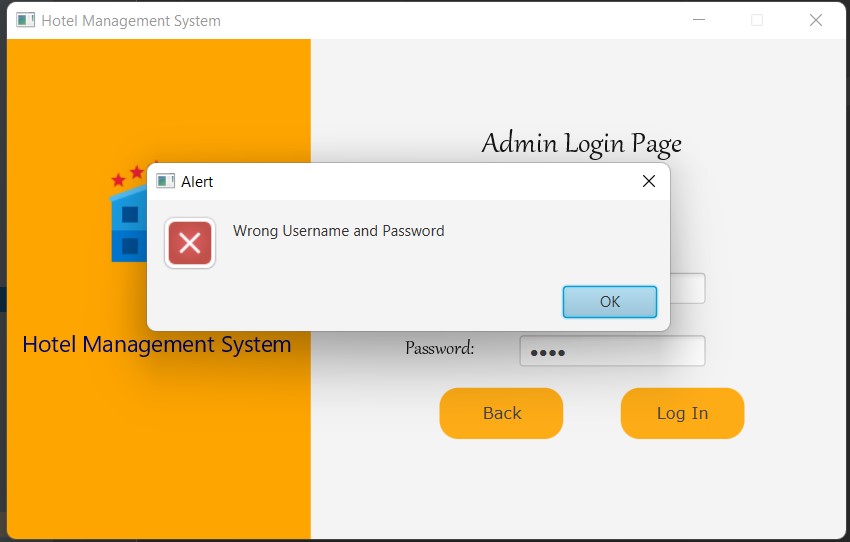 Hotel Management System
Admin Login Page
Alert
Wrong Username and Password
OK
Hotel Management System
Password:
Back
Log In